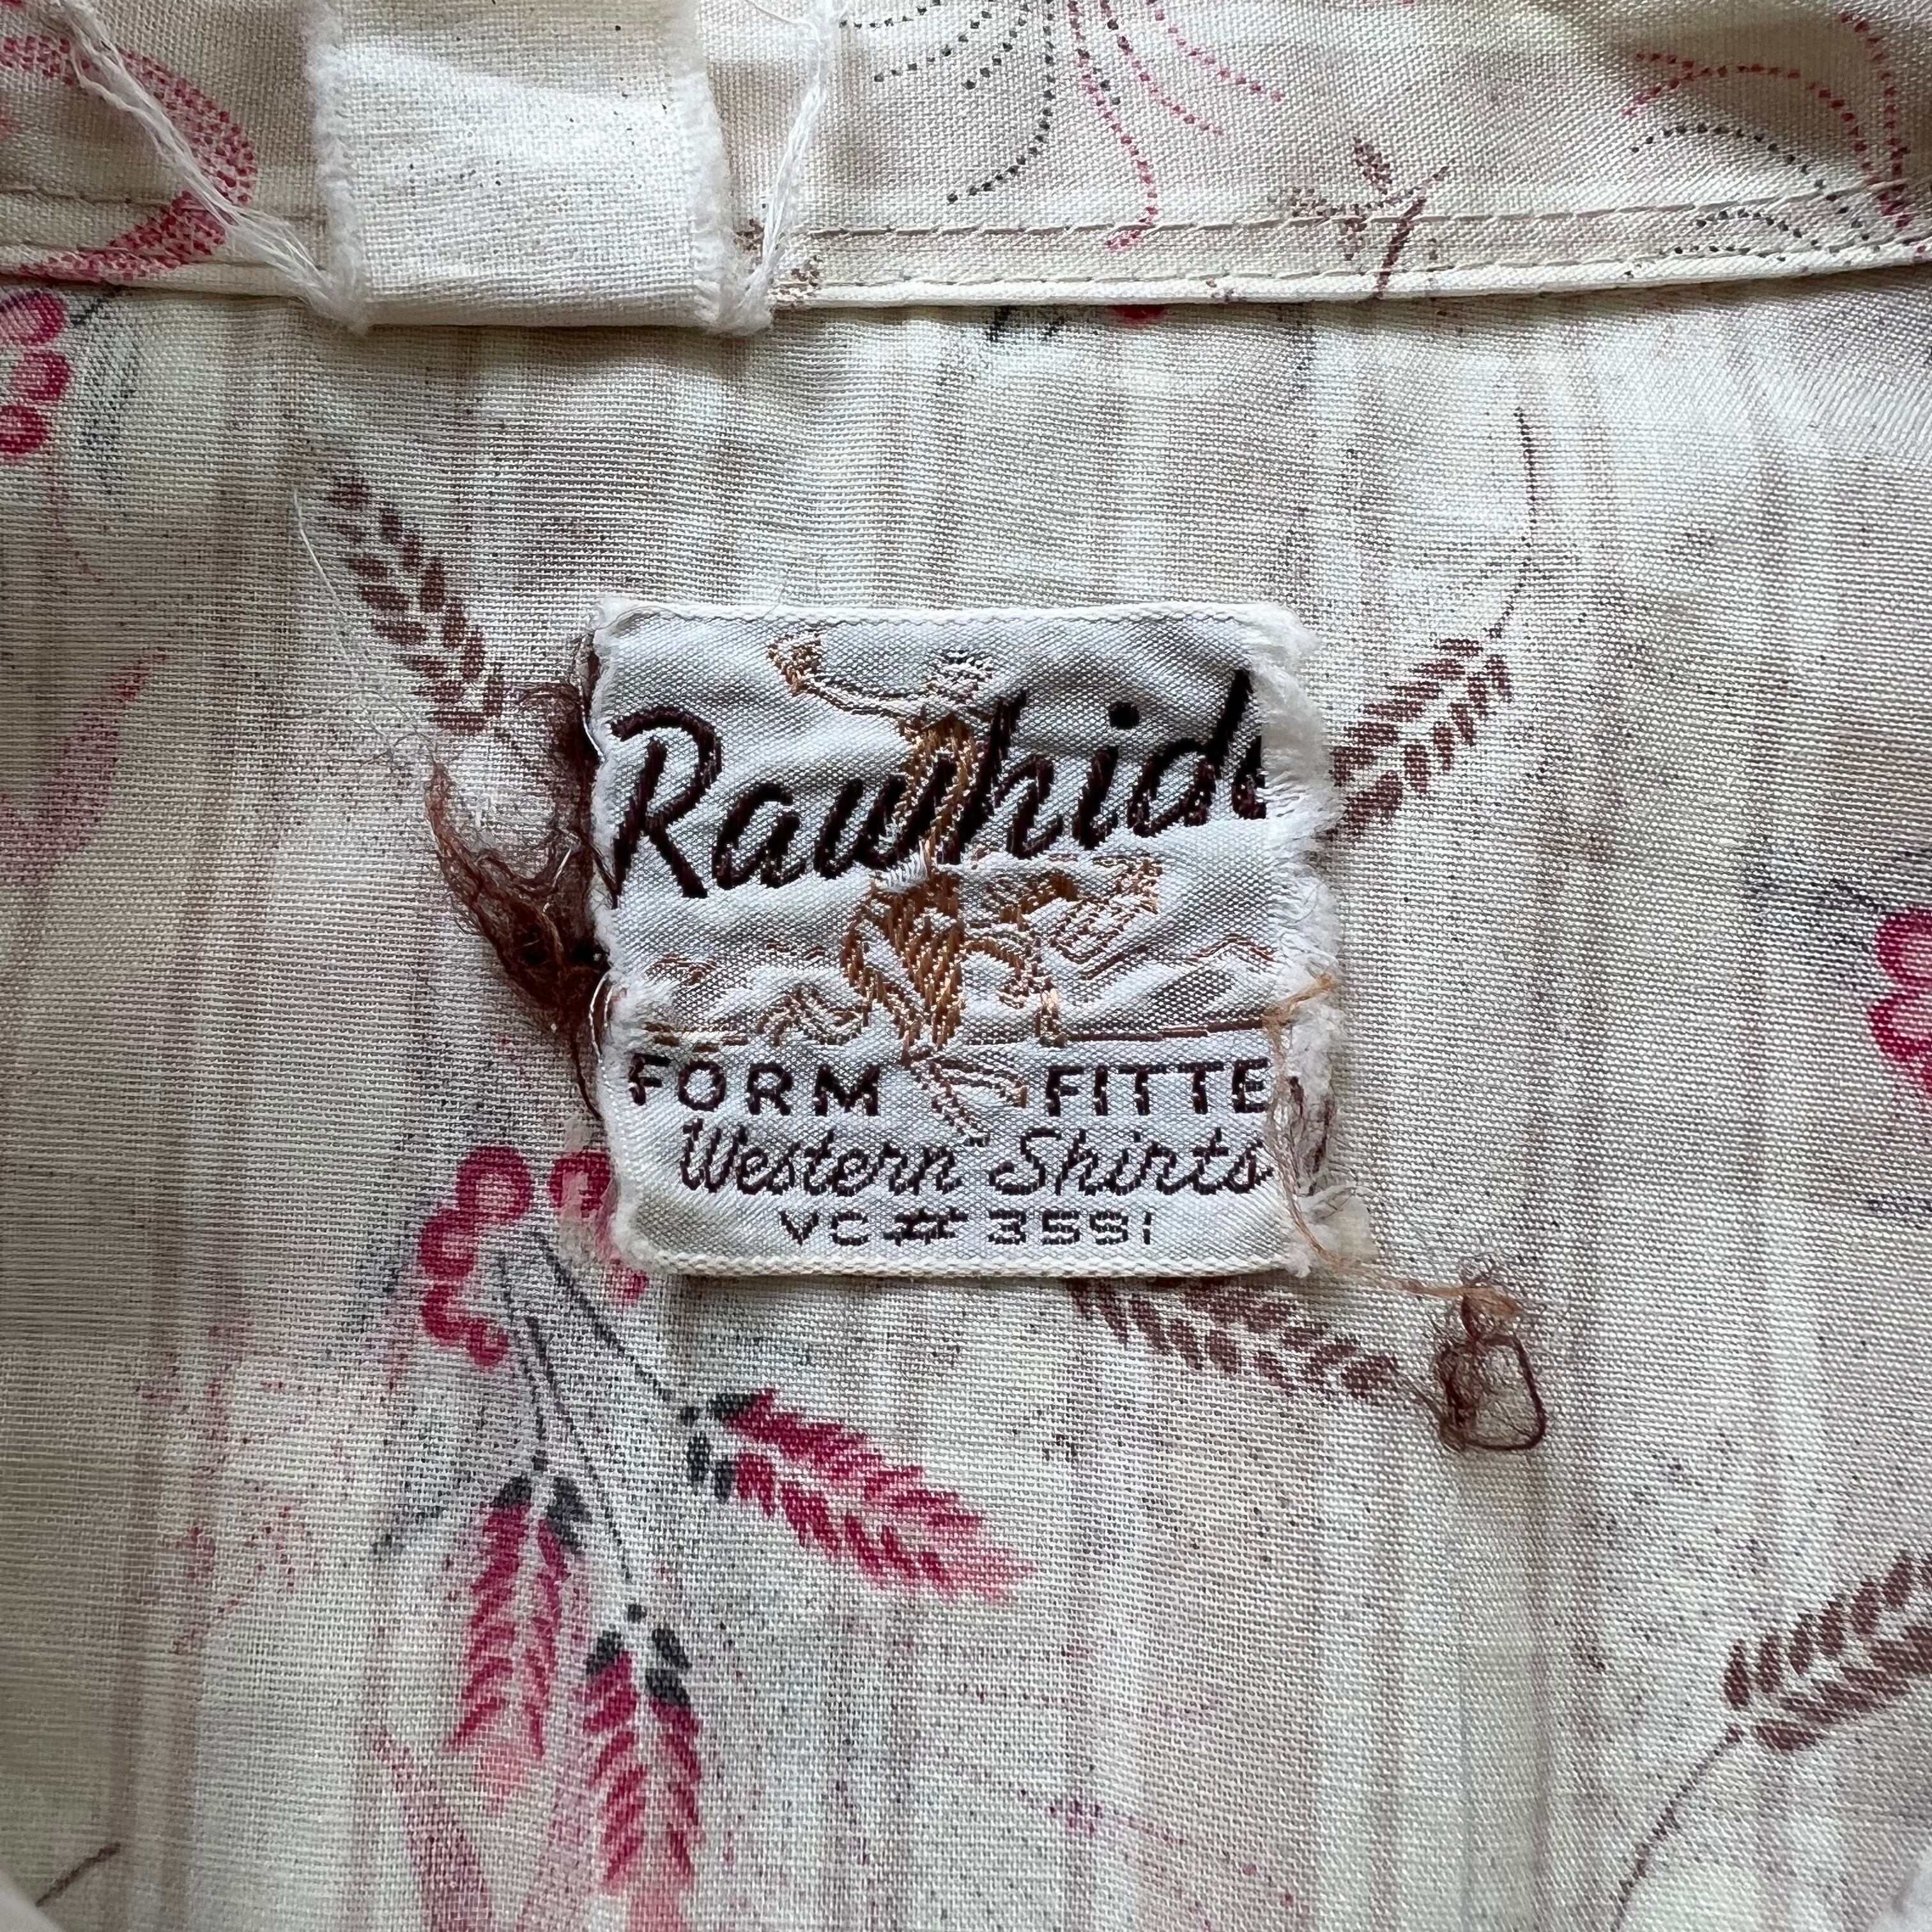 Rawhid
FORM FITTE
Western Shirts
VC# 3591